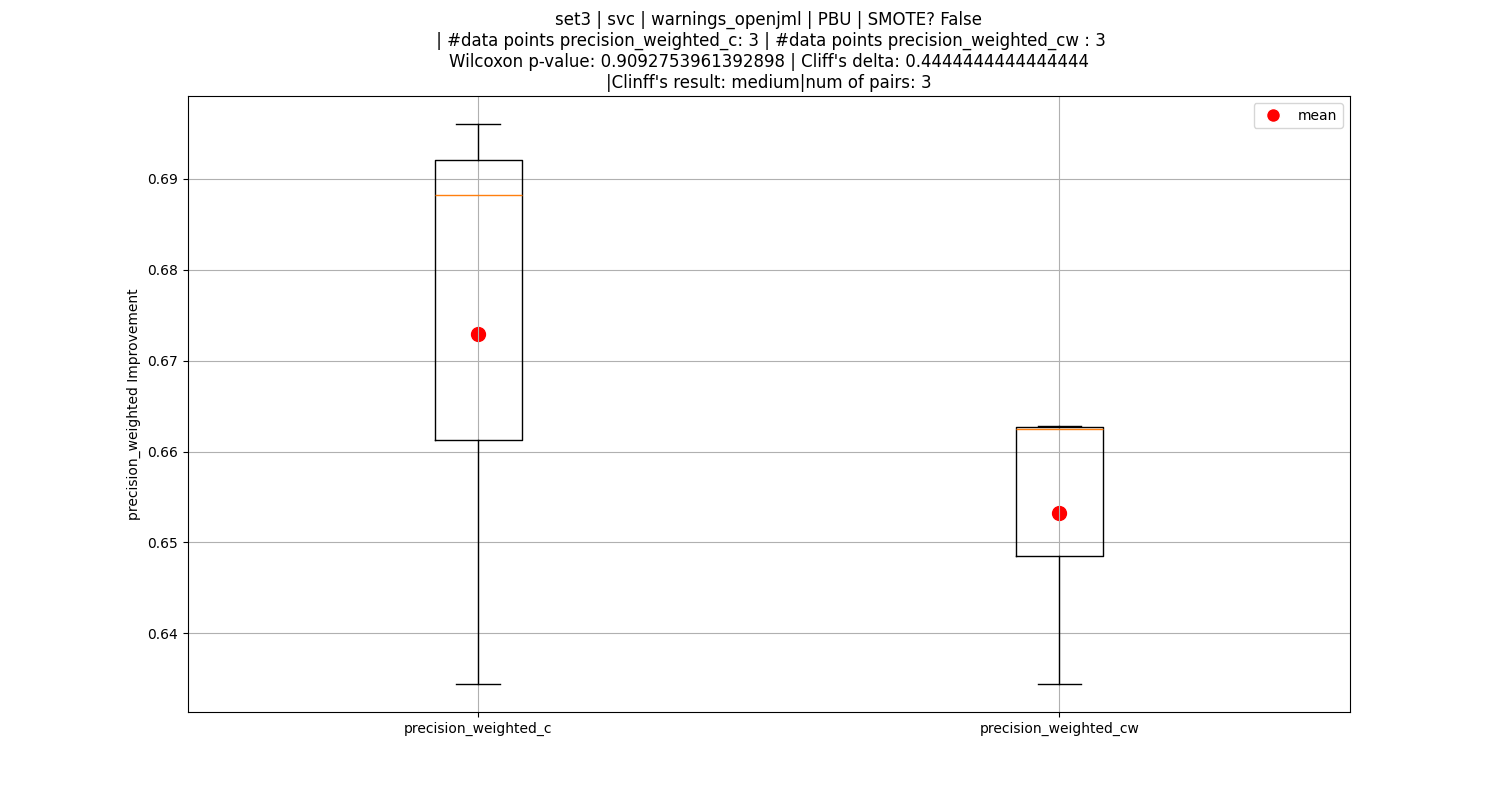 set3 | svc | warnings_openjml | PBU | SMOTE? False
| #data points precision_weighted_c: 3 | #data points precision_weighted_cw : 3
Wilcoxon p-value: 0.9092753961392898 | Cliff's delta: 0.4444444444444444
|Clinff's result: medium|num of pairs: 3
mean
0.69
0.68
0.67
0.66
0.65
0.64
precision_weighted Improvement
precision_weighted_c
precision_weighted_cw